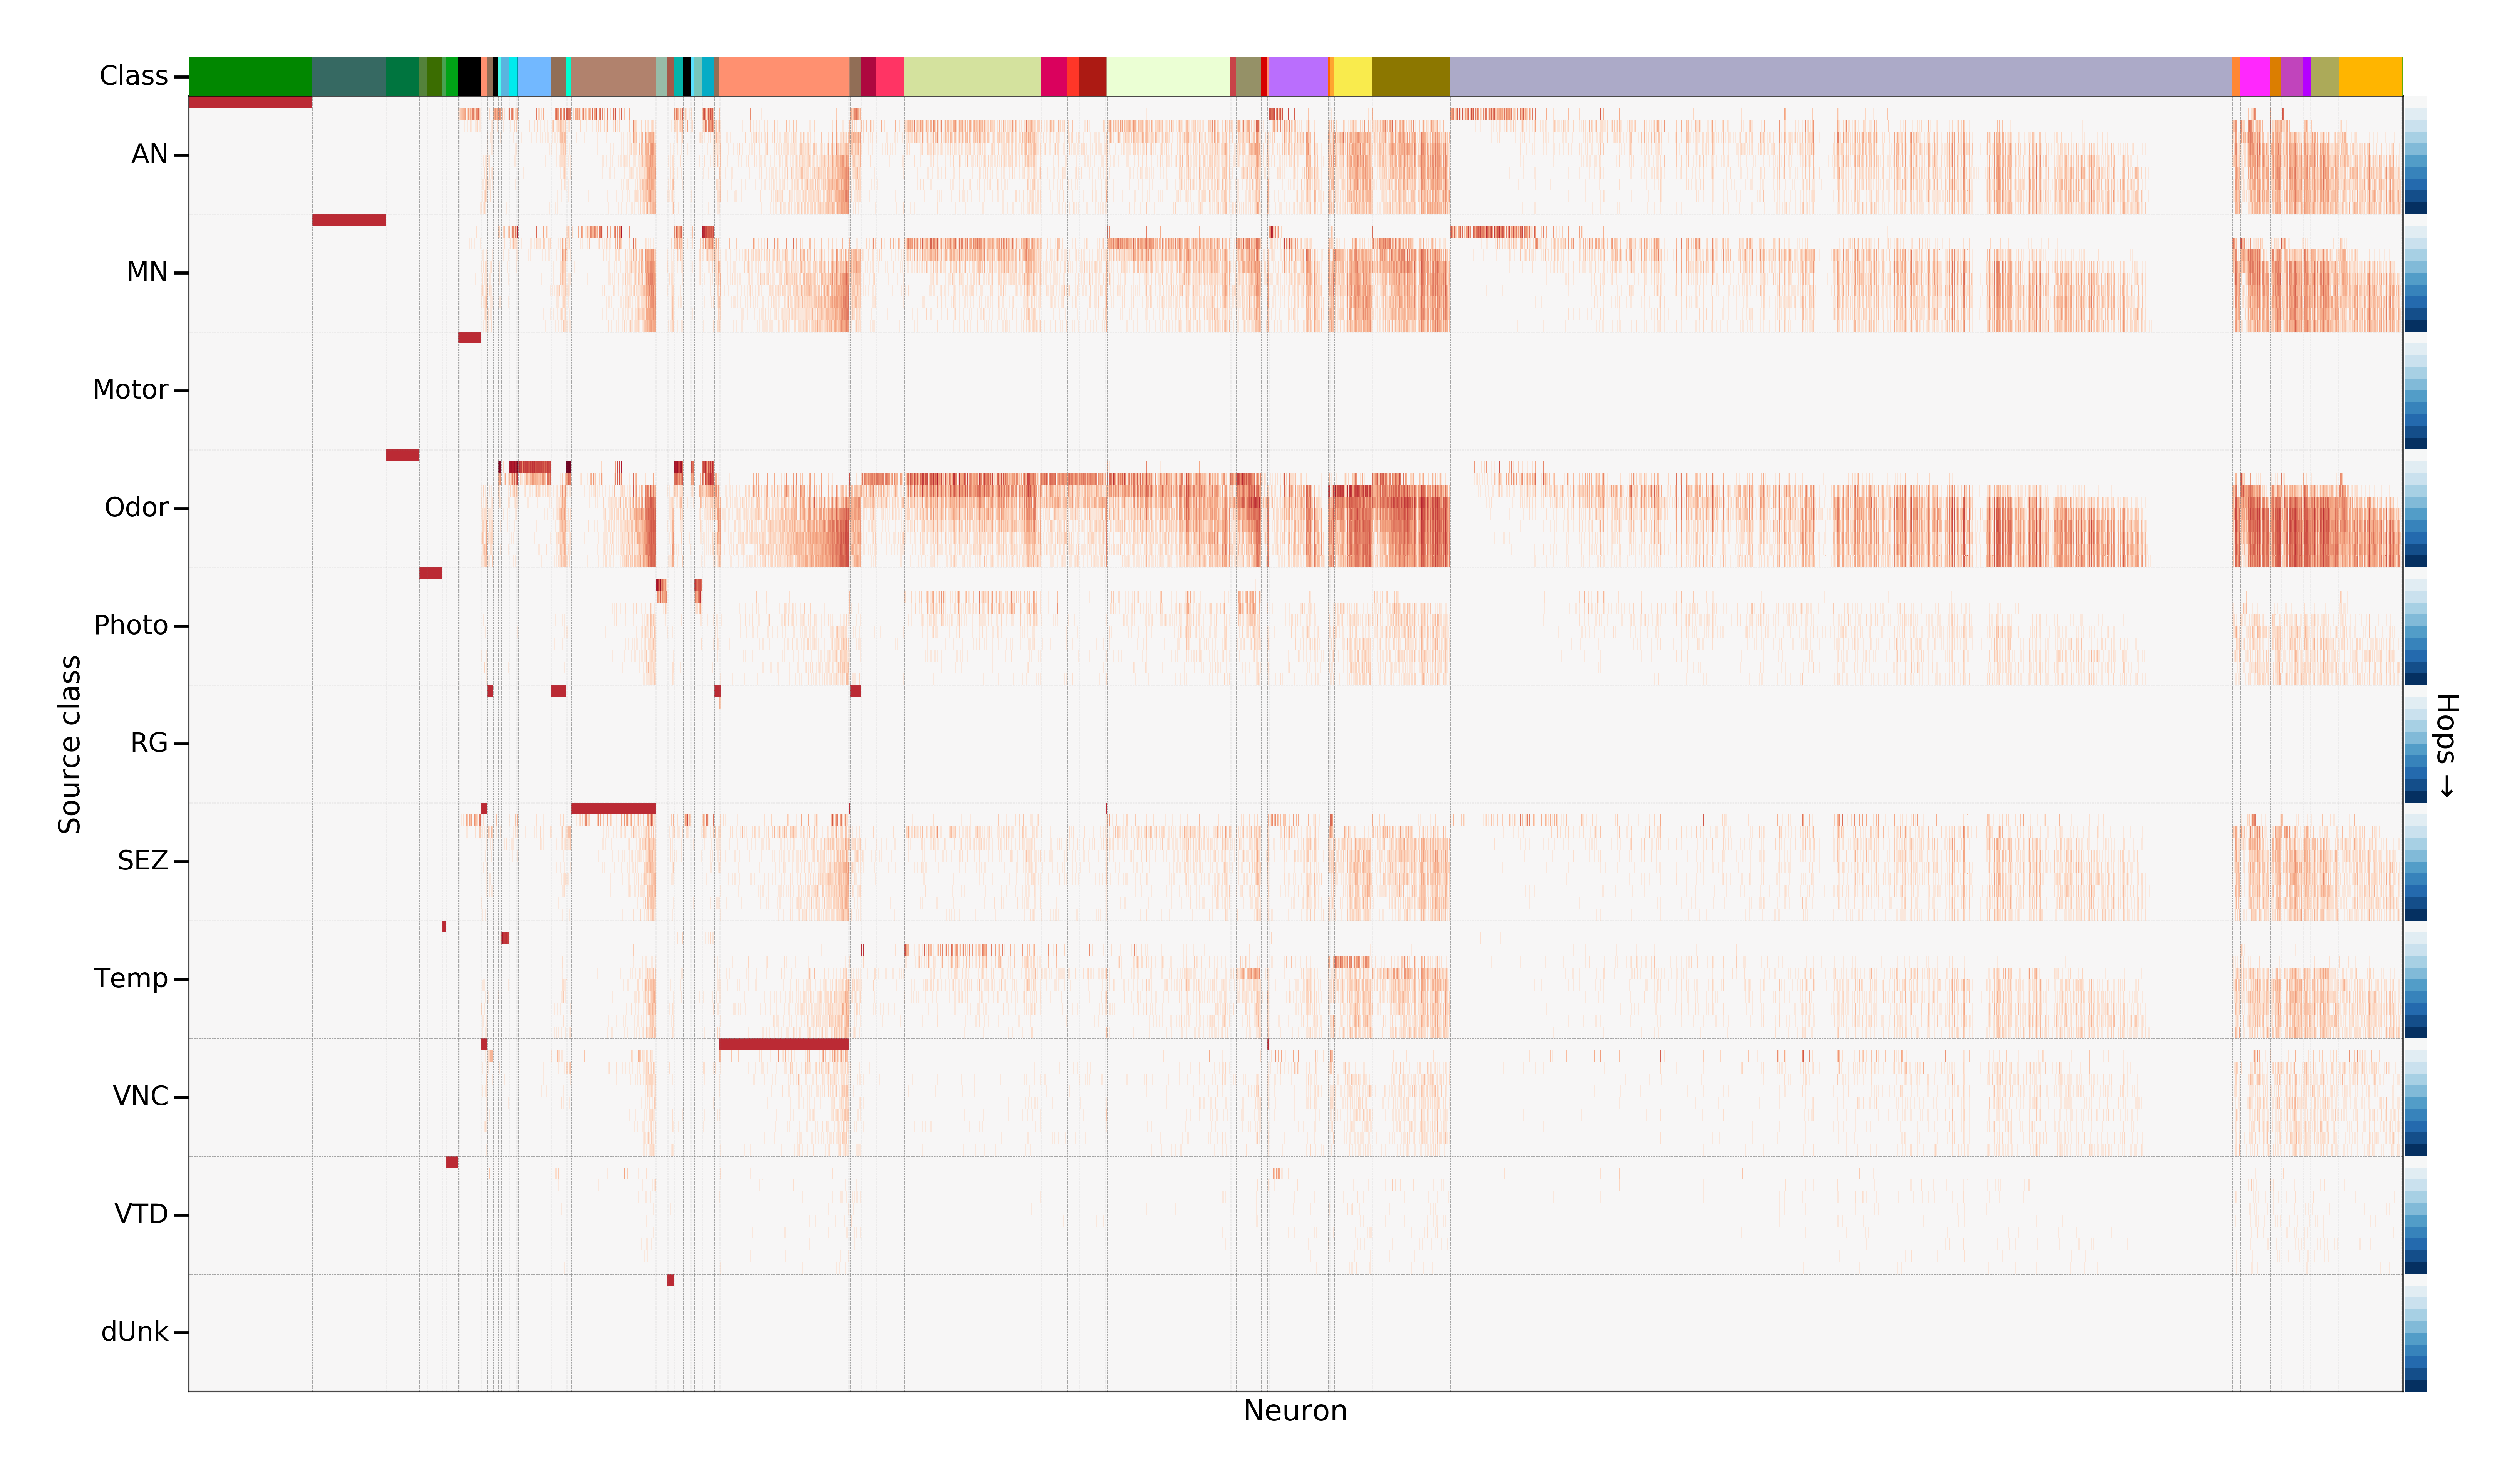 Class
AN
MN
Motor
Odor
Photo
RG
SEZ
Temp
VNC
VTD
dUnk
Source class
Hops →
Neuron